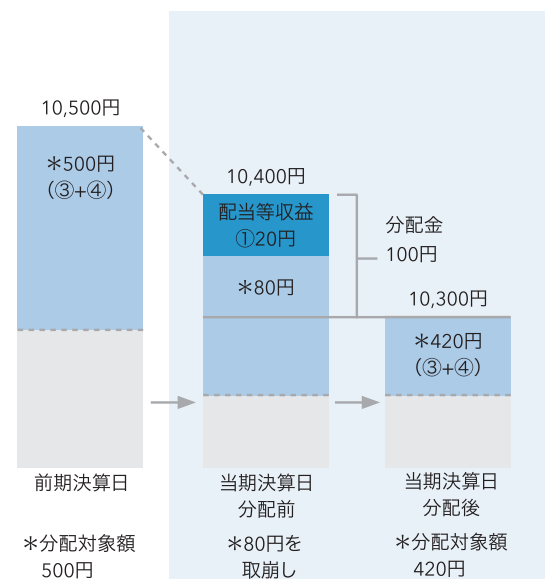 10,500円
＊500円
（③+④）
10,400円
配当等収益
①20円
＊80円
分配金
100円
10,300円
＊420円
（③+④）
前期決算日
当期決算日
分配前
当期決算日
分配後
＊分配対象額
500円
＊80円を
取崩し
＊分配対象額
420円